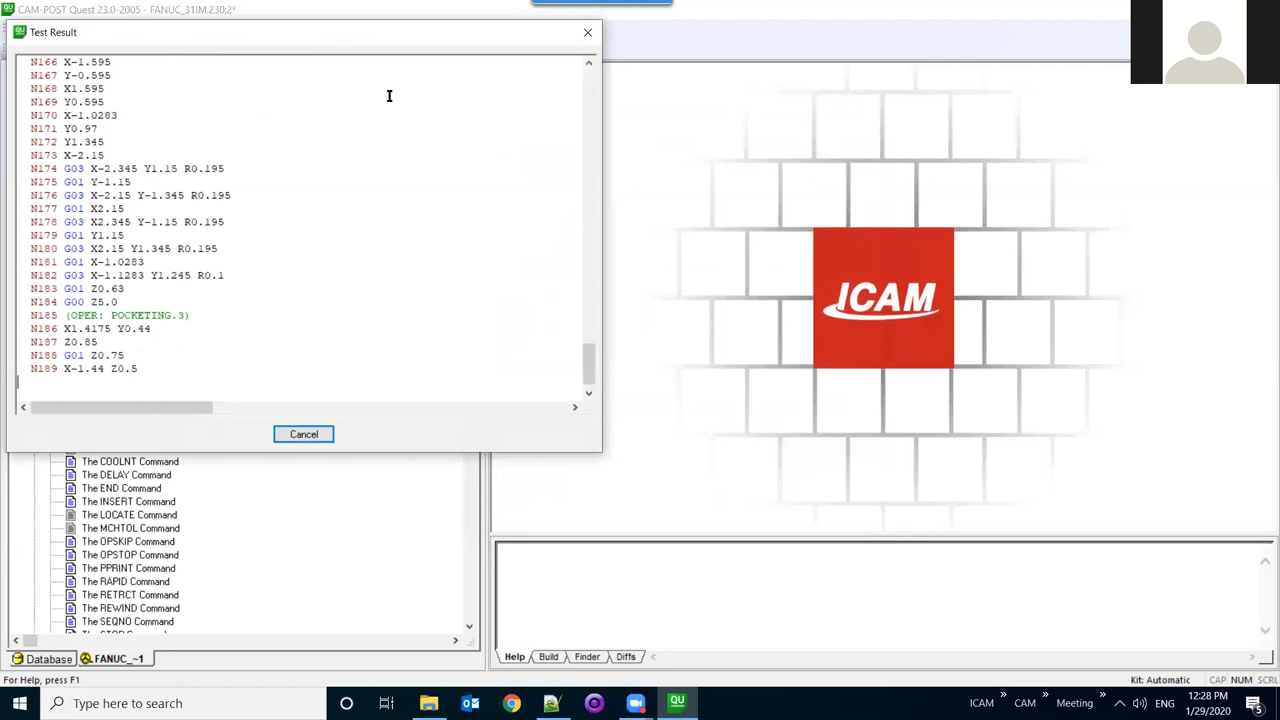 CAM-POST Quest 23.0-2005 - FANUC_31IM.230;2*
Test Result
N166 X-1.595
N167 Y-0.595
N168 X1.595
N169 Y0.595
N170 X-1.0283
N171 Y0.97
N172 Y1.345
N173 X-2.15
N174 G03 X-2.345 Y1.15 R0.195
N175 G01 Y-1.15
N176 G03 X-2.15 Y-1.345 R0.195
N177 G01 X2.15
N178 G03 X2.345 Y-1.15 R0.195
N179 G01 Y1.15
N180 G03 X2.15 Y1.345 R0.195
N181 G01 X-1.0283
N182 G03 X-1.1283 Y1.245 R0.1
N183 G01 Z0.63
N184 G00 Z5.0
N185 (OPER: POCKETING.3)
N186 X1.4175 Y0.44
N187 Z0.85
N188 G01 Z0.75
N189 X-1.44 Z0.5
Cancel
ICAM
The COOLNT Command
The DELAY Command
The END Command
The INSERT Command
The LOCATE Command
The MCHTOL Command
The OPSKIP Command
The OPSTOP Command
The PPRINT Command
The RAPID Command
The RETRCT Command
The REWIND Command
The SEQNO Command
Database
FANUC_~1
Help
Build
Finder
Diffs
For Help, press F1
Kit: Automatic
CAP
NUM
SCRL
Type here to search
ICAM
CAM
Meeting
ENG
12:28 PM
1/29/2020
5